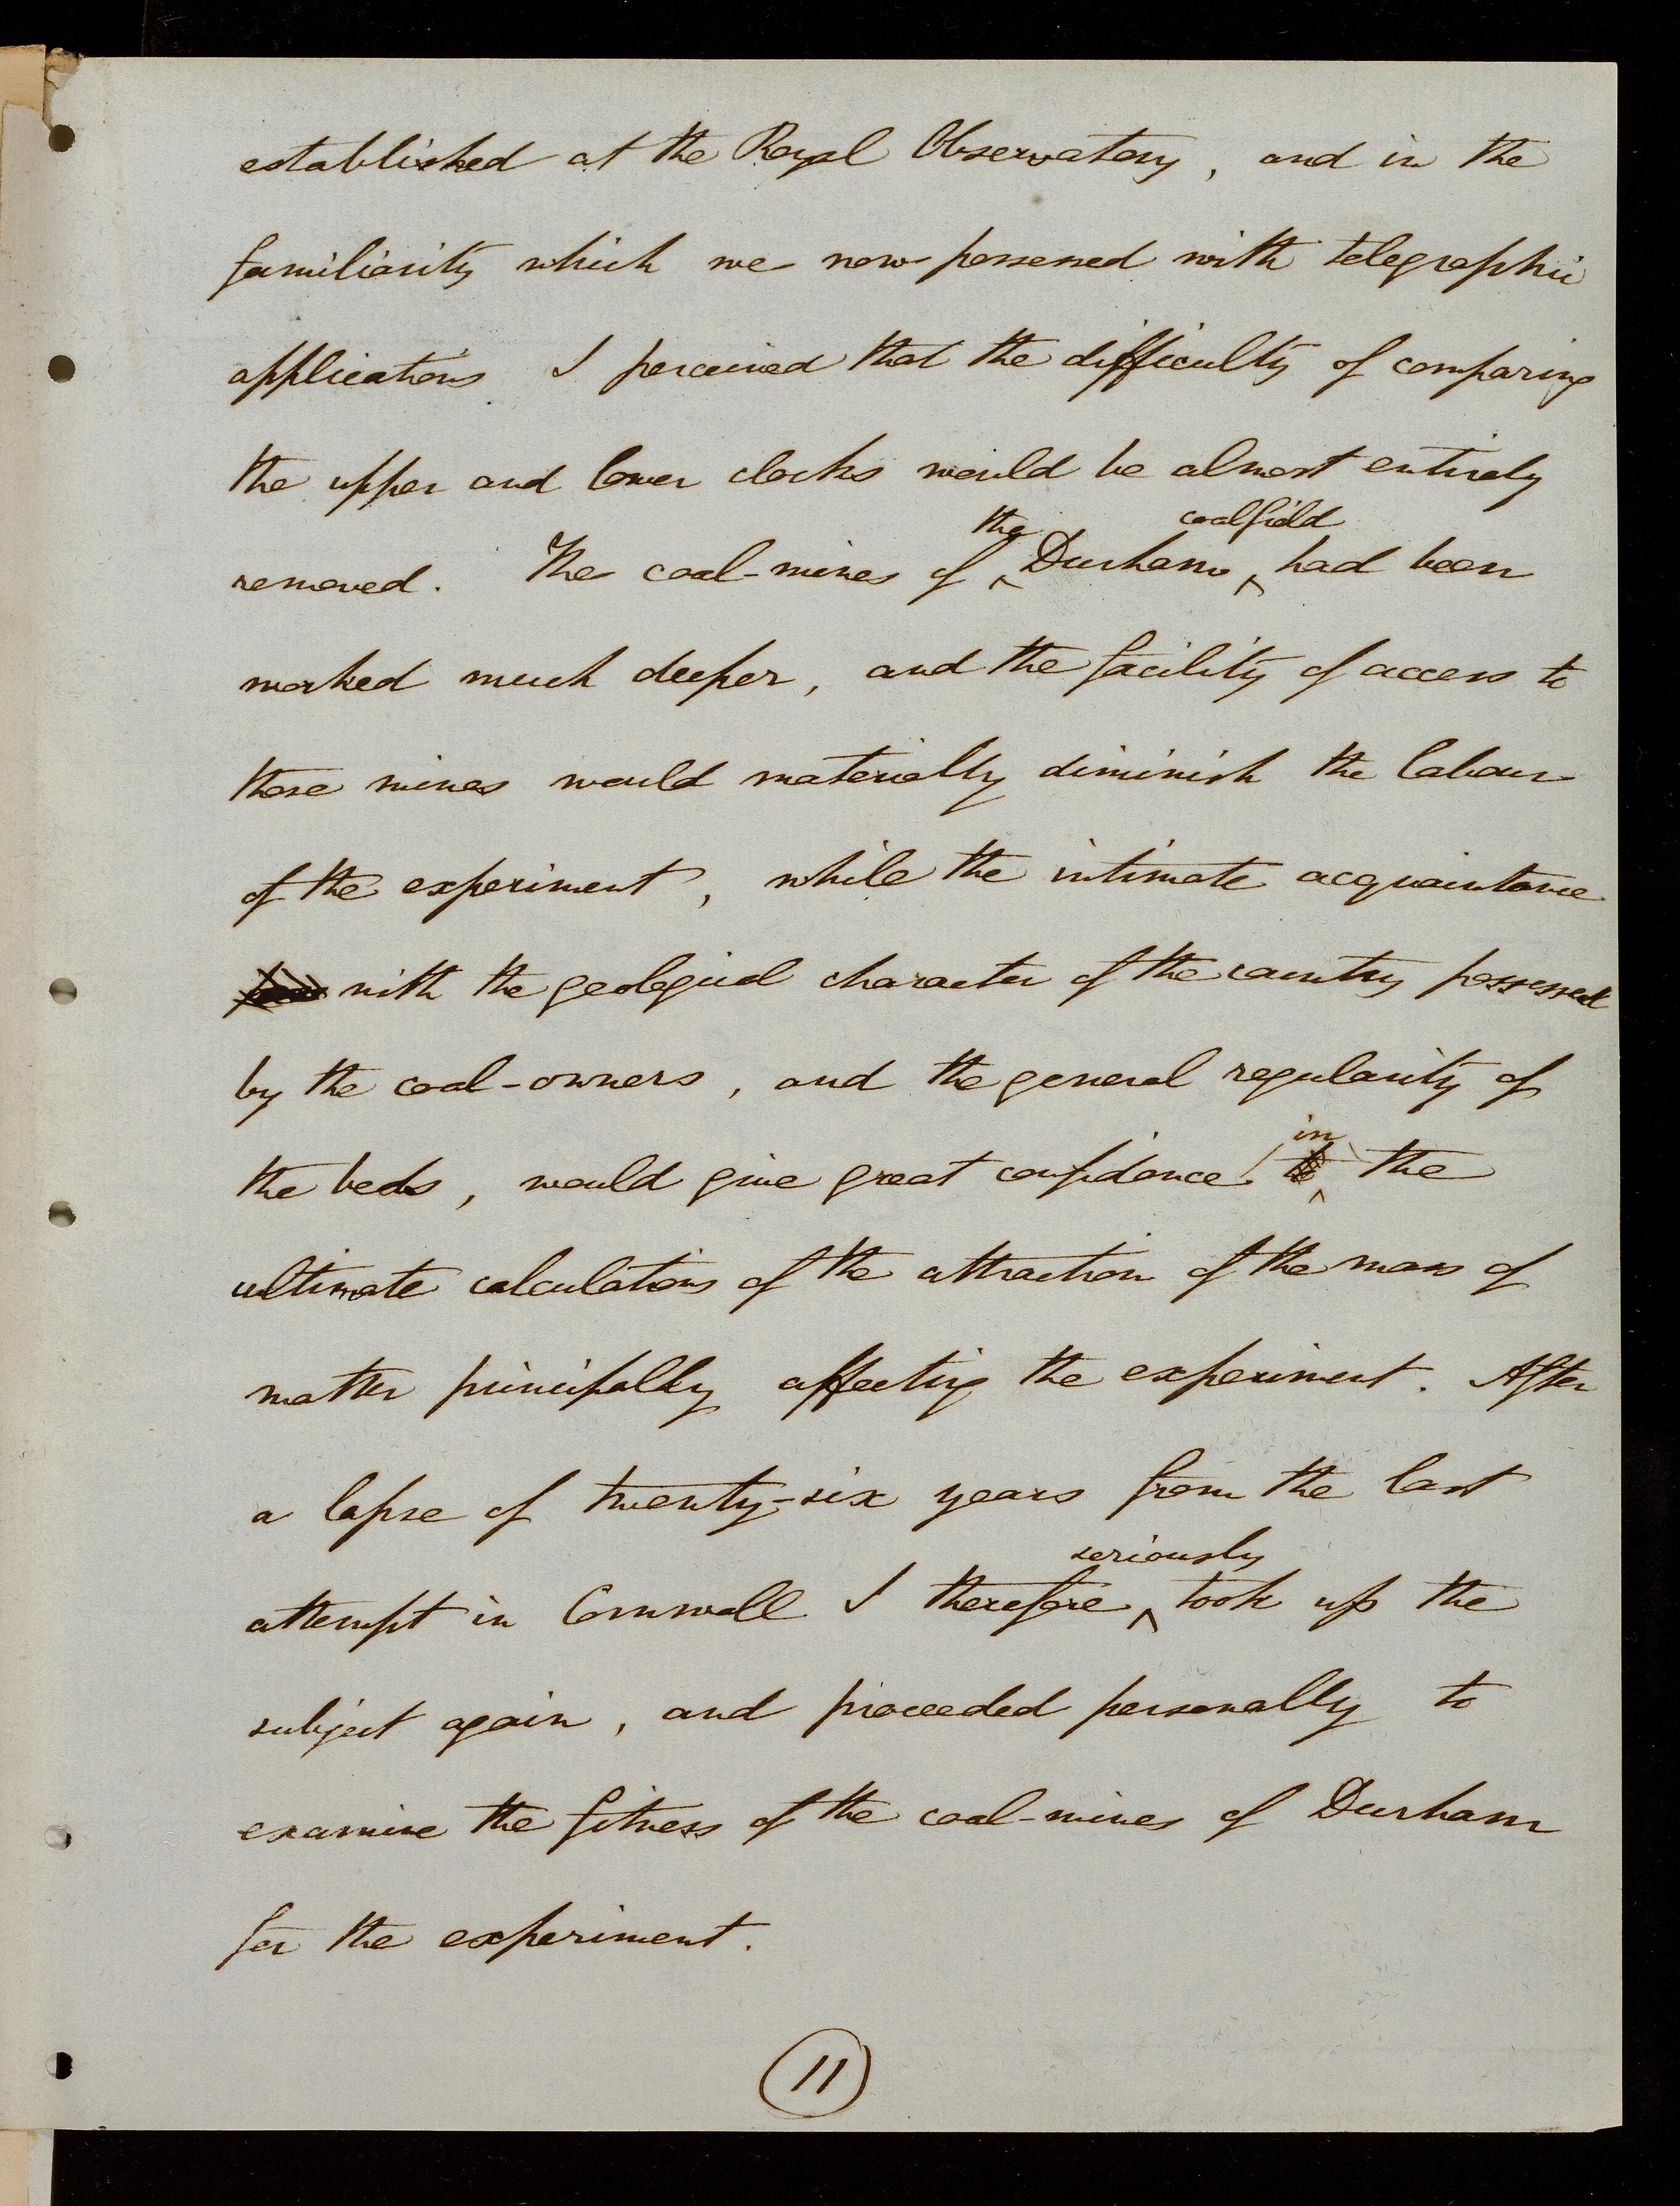 established at the Royal Observatory, and in the
familiarity which we now possessed with telegraphic
applications I perceived that the difficulty of comparing
the upper and lower clocks would be almost entirely
the coalfield
removed. The coal-mines of Durham had been
worked much deeper, and the facility of access to
those mines would materially diminish the labour
of the experiment, while the intimate acquaintance
with the geological character of the country possessed
by the coal-owners, and the general regularity of
in
the beds, would give great confidence the
ultimate calculations of the attraction of the mass of
matter principally affecting the experiment. After
a lapse of twenty-six years from the last
seriously
attempt in Cornwall I therefore took up the
subject again, and proceeded personally to
examine the fitness of the coal-mines of Durham
for the experiment.
11